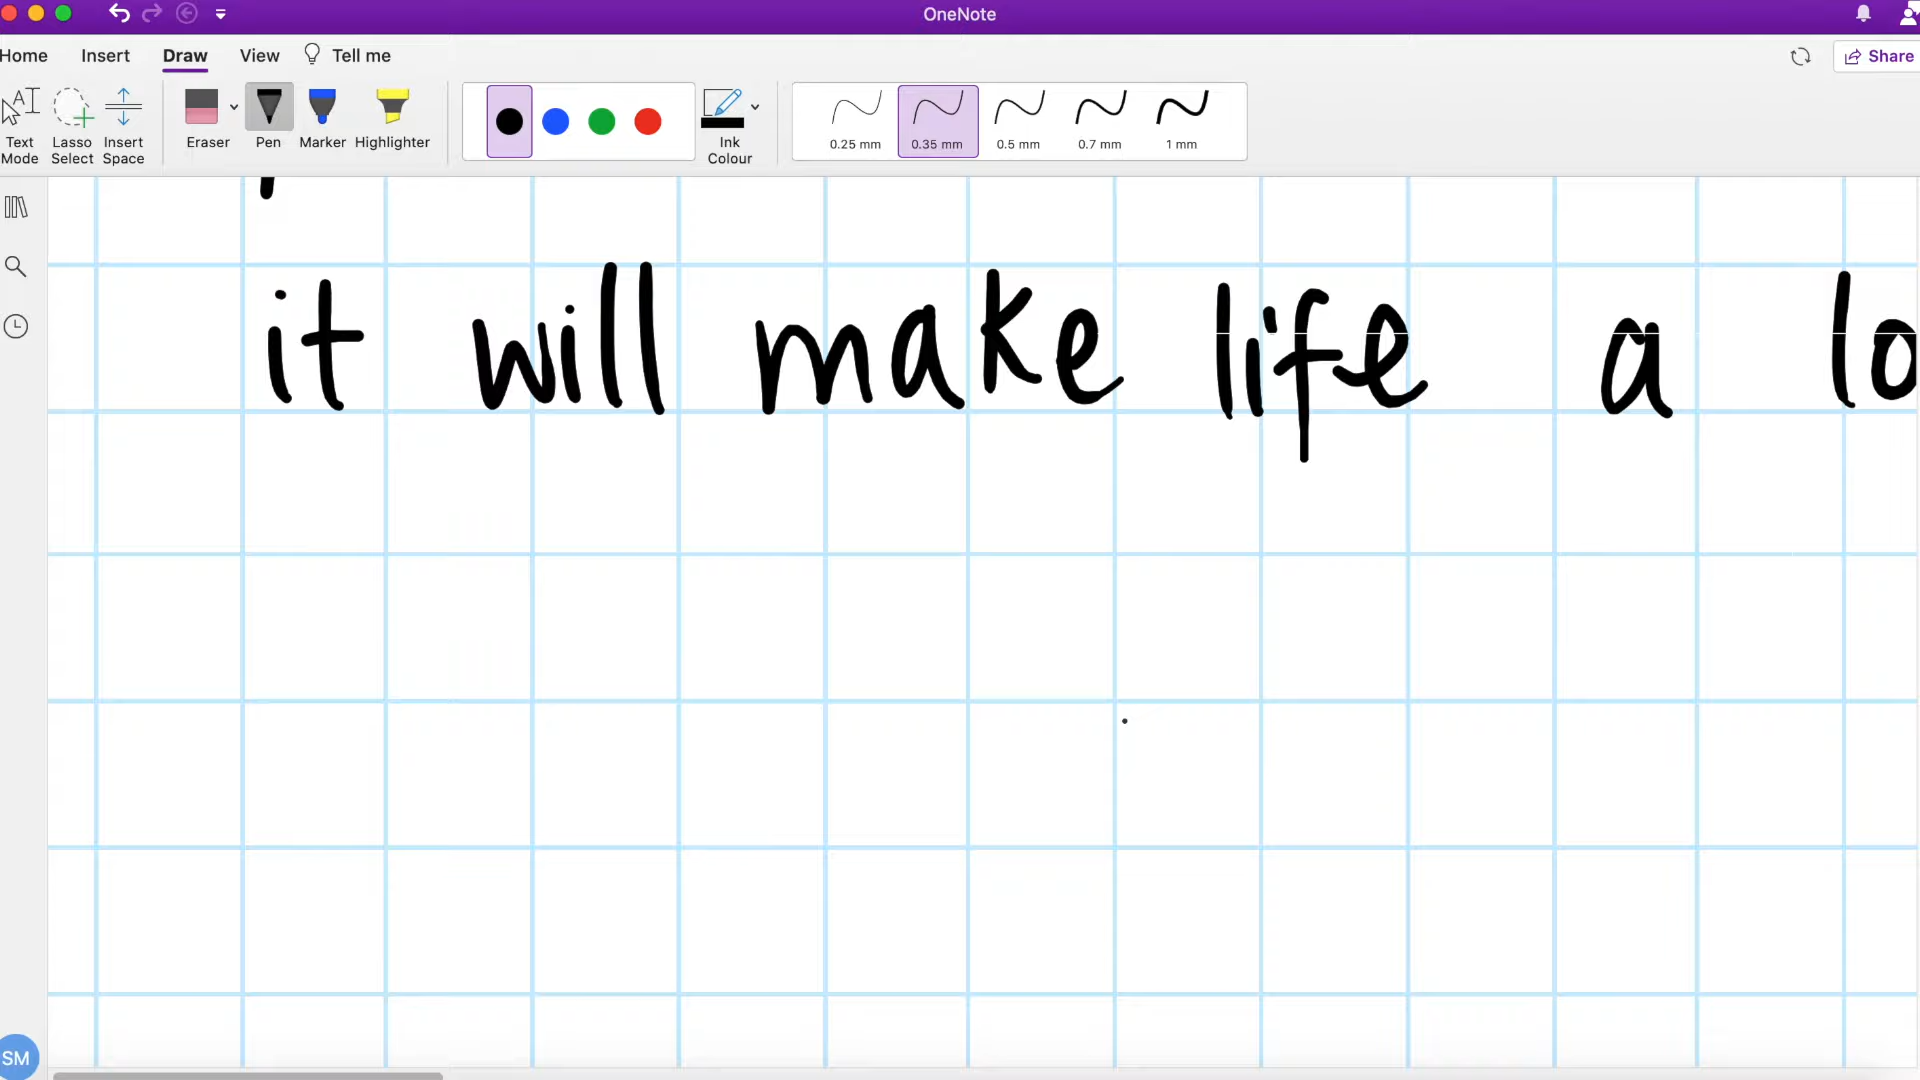 OneNote
Home Insert Draw View Tell me Share
Text Mode
Lasso Select
Insert Space
Eraser
Pen
Marker
Highlighter
Ink Colour
0.25 mm
0.35 mm
0.5 mm
0.7 mm
1 mm
it will make life a lo
SM